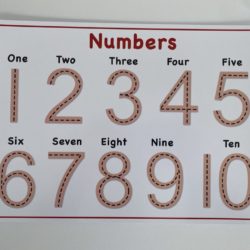 Numbers
One Two Three Four Five
1 2 3 4 5
Six Seven Eight Nine Ten
6 7 8 9 10